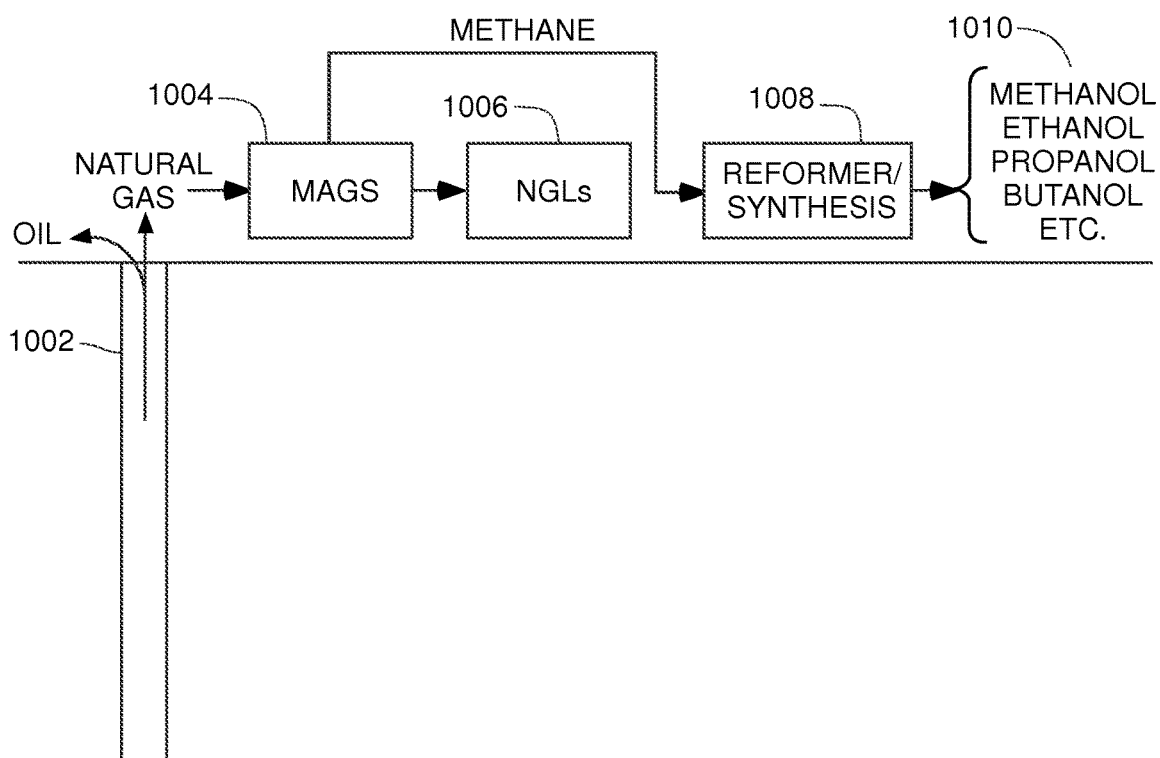 METHANE
1010
1004
1006
1008
NATURAL
GAS
MAGS
NGLs
REFORMER/
SYNTHESIS
METHANOL
ETHANOL
PROPANOL
BUTANOL
ETC.
OIL
1002